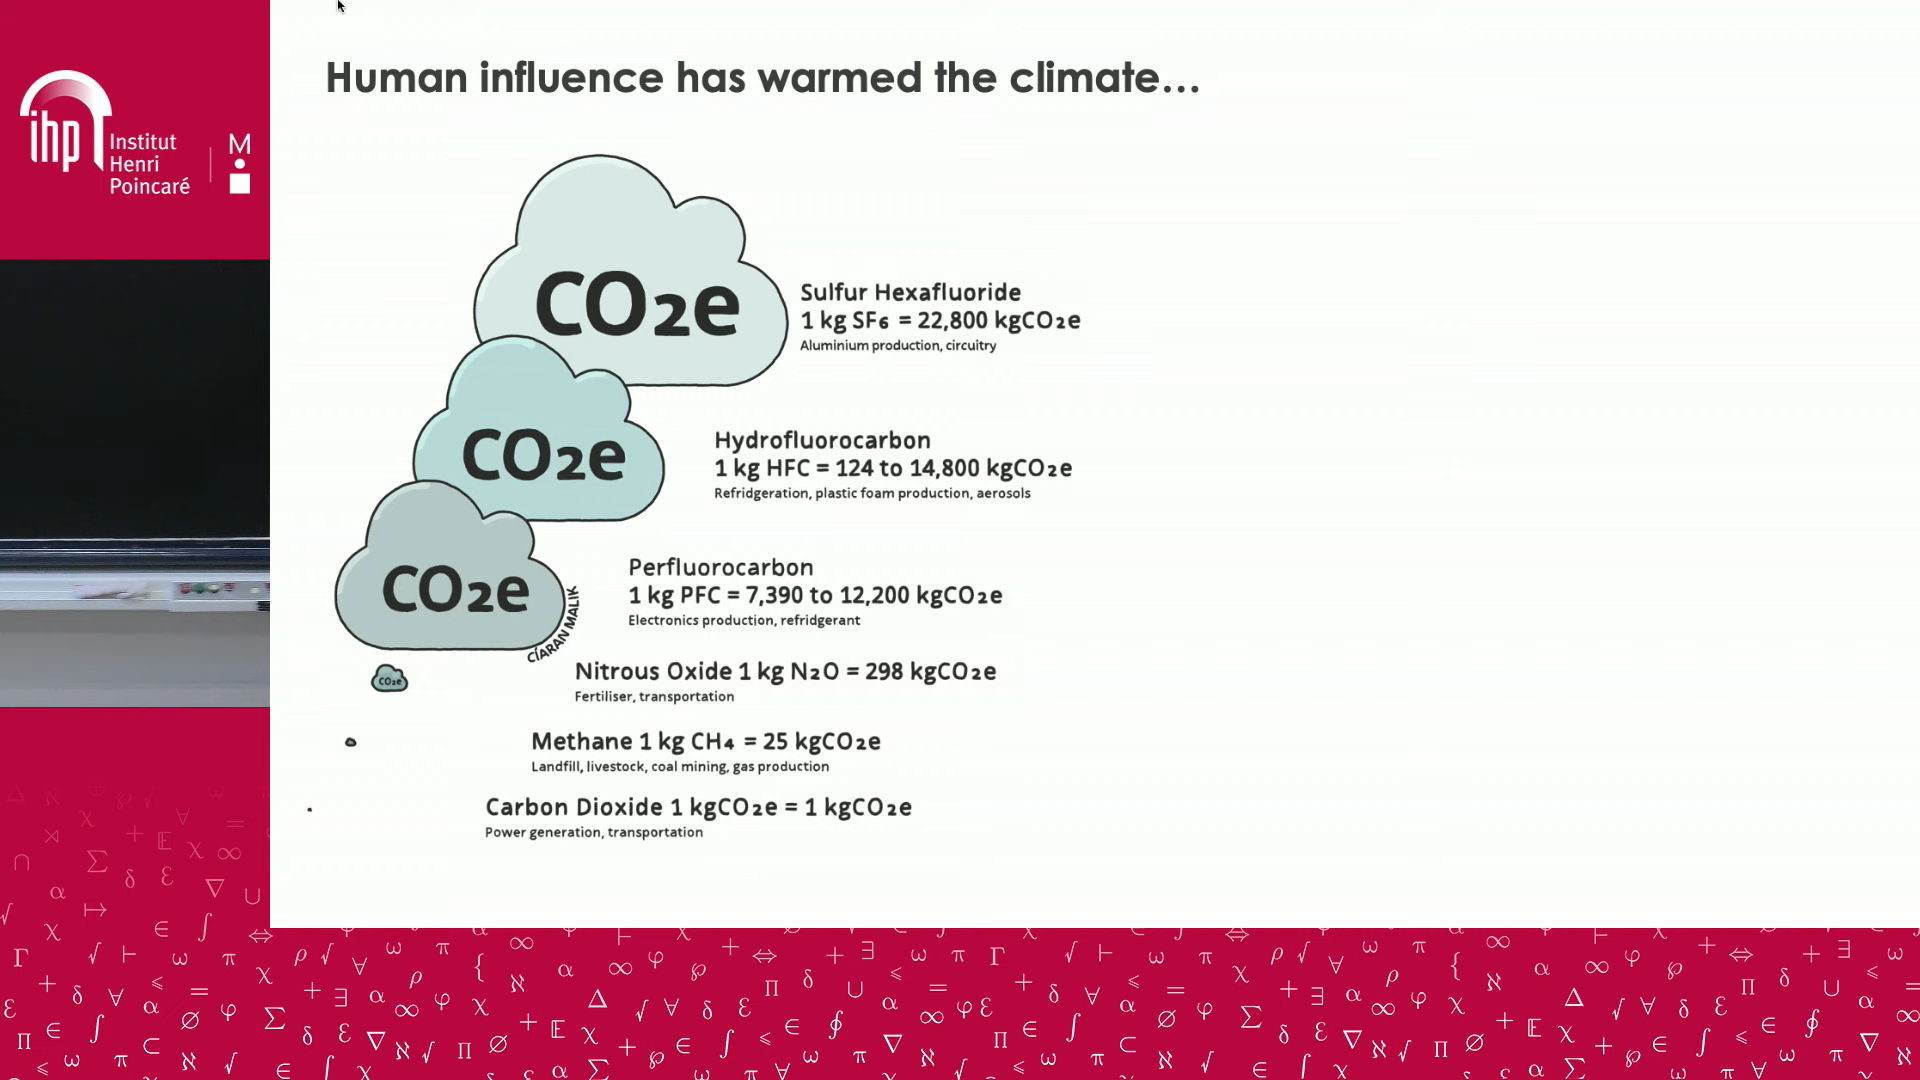 ihp
Institut
Henri
Poincaré
M
Human influence has warmed the climate...
CO2e
Sulfur Hexafluoride
1 kg SF6 = 22,800 kgCO2e
Aluminium production, circuitry
CO2e
Hydrofluorocarbon
1 kg HFC = 124 to 14,800 kgCO2e
Refridgeration, plastic foam production, aerosols
CO2e
CÍARAN MALIK
Perfluorocarbon
1 kg PFC = 7,390 to 12,200 kgCO2e
Electronics production, refridgerant
CO2e
Nitrous Oxide 1 kg N2O = 298 kgCO2e
Fertiliser, transportation
Methane 1 kg CH4 = 25 kgCO2e
Landfill, livestock, coal mining, gas production
Carbon Dioxide 1 kgCO2e = 1 kgCO2e
Power generation, transportation